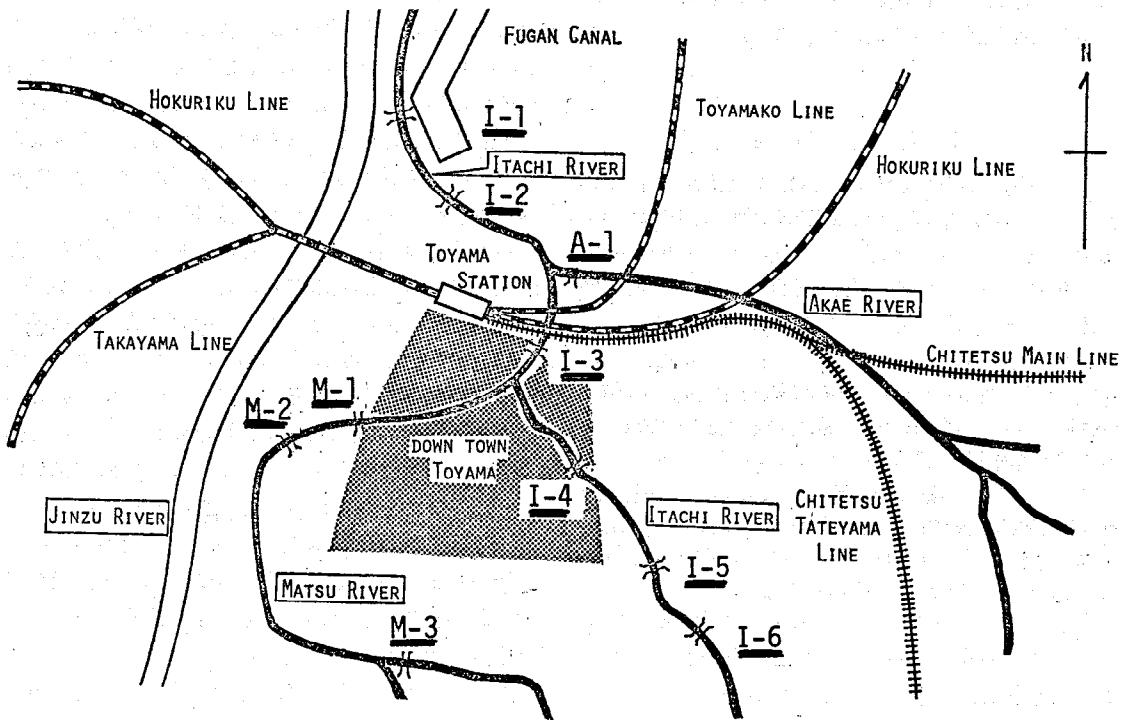 FUGAN CANAL
N
HOKURIKU LINE
I-1
TOYAMAKO LINE
ITACHI RIVER
HOKURIKU LINE
I-2
A-1
TOYAMA
STATION
AKAE RIVER
TAKAYAMA LINE
CHITETSU MAIN LINE
I-3
M-1
M-2
DOWN TOWN
TOYAMA
I-4
JINZU RIVER
ITACHI RIVER
CHITETSU
TATEYAMA
LINE
I-5
MATSU RIVER
M-3
I-6